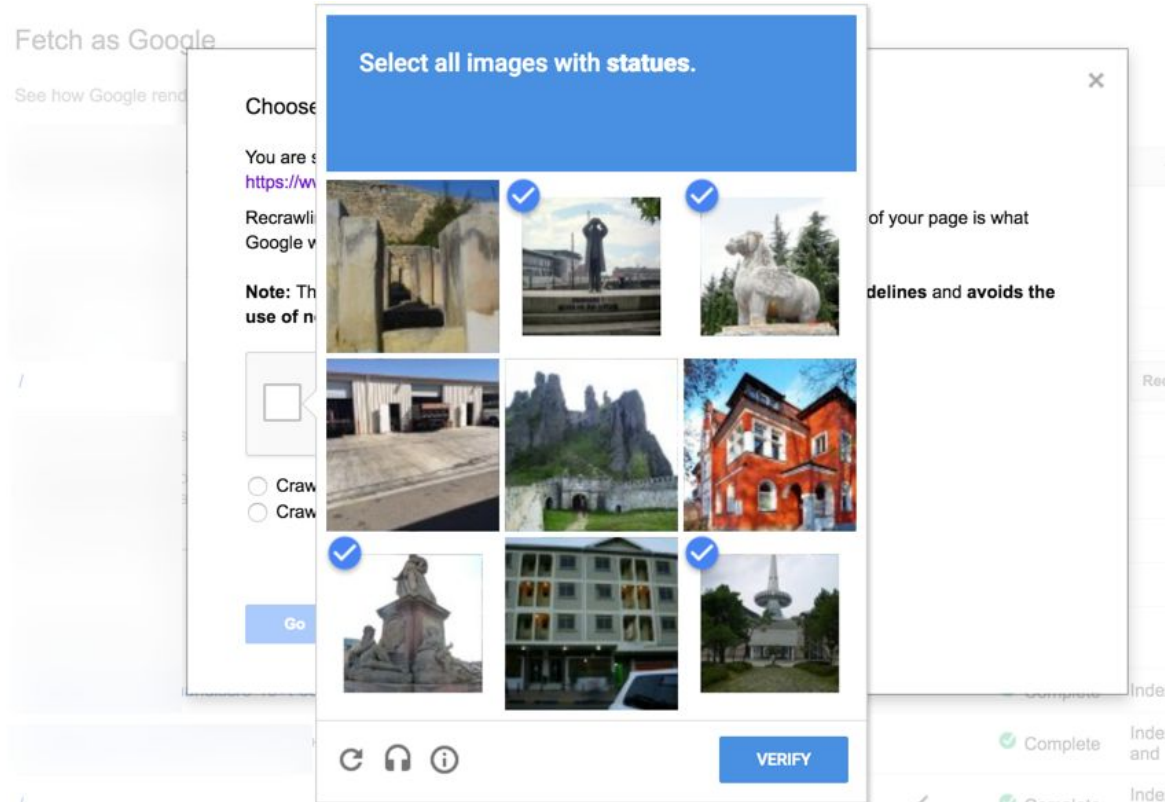 Fetch as Google
See how Google rend
Choose
You are s
https://ww
Recrawli
of your page is what
Google w
Note: Th
delines and avoids the
use of n
Select all images with statues.
/
Craw
Craw
Go
VERIFY
Complete
Inde
Complete
Inde
and
Inde